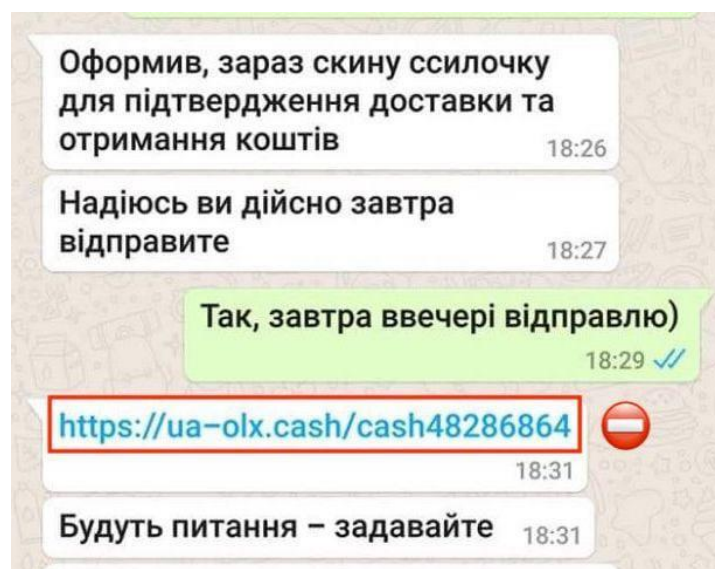 Оформив, зараз скину ссилочку
для підтвердження доставки та
отримання коштів
18:26
Надіюсь ви дійсно завтра
відправите
18:27
Так, завтра ввечері відправлю)
18:29
https://ua-olx.cash/cash48286864
18:31
Будуть питання – задавайте
18:31